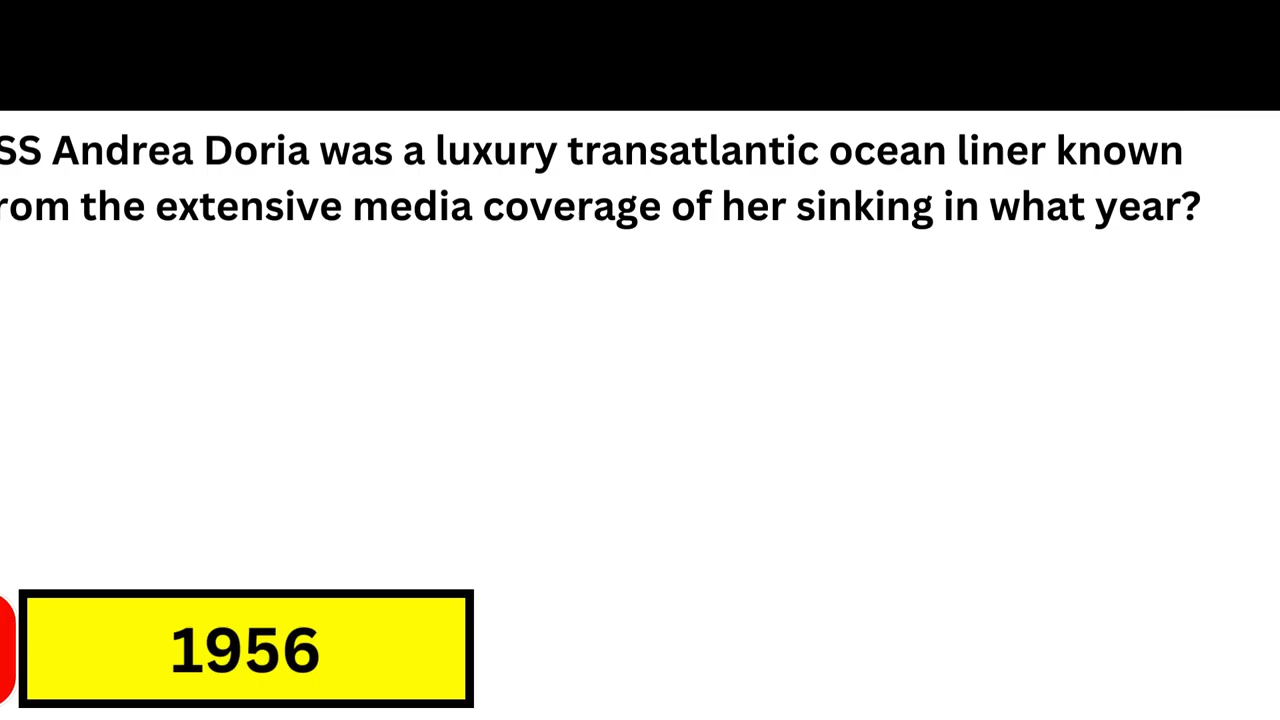 SS Andrea Doria was a luxury transatlantic ocean liner known
rom the extensive media coverage of her sinking in what year?
1956